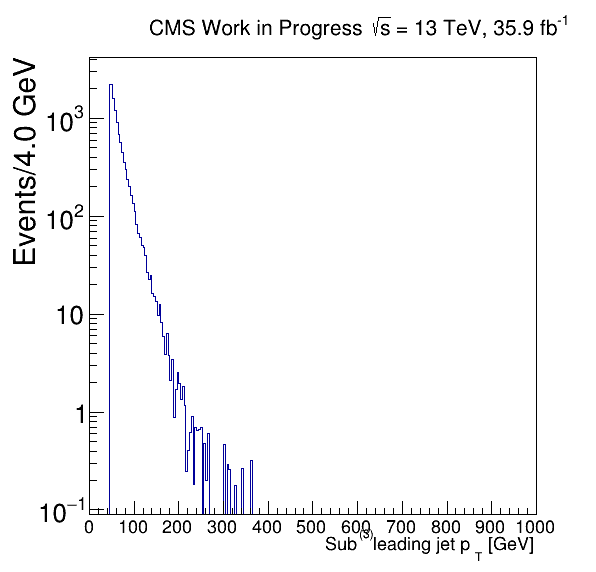 CMS Work in Progress √s = 13 TeV, 35.9 fb⁻¹
Events/4.0 GeV
10³
10²
10
1
10⁻¹
0 100 200 300 400 500 600 700 800 900 1000
Sub⁽³⁾leading jet p_T [GeV]